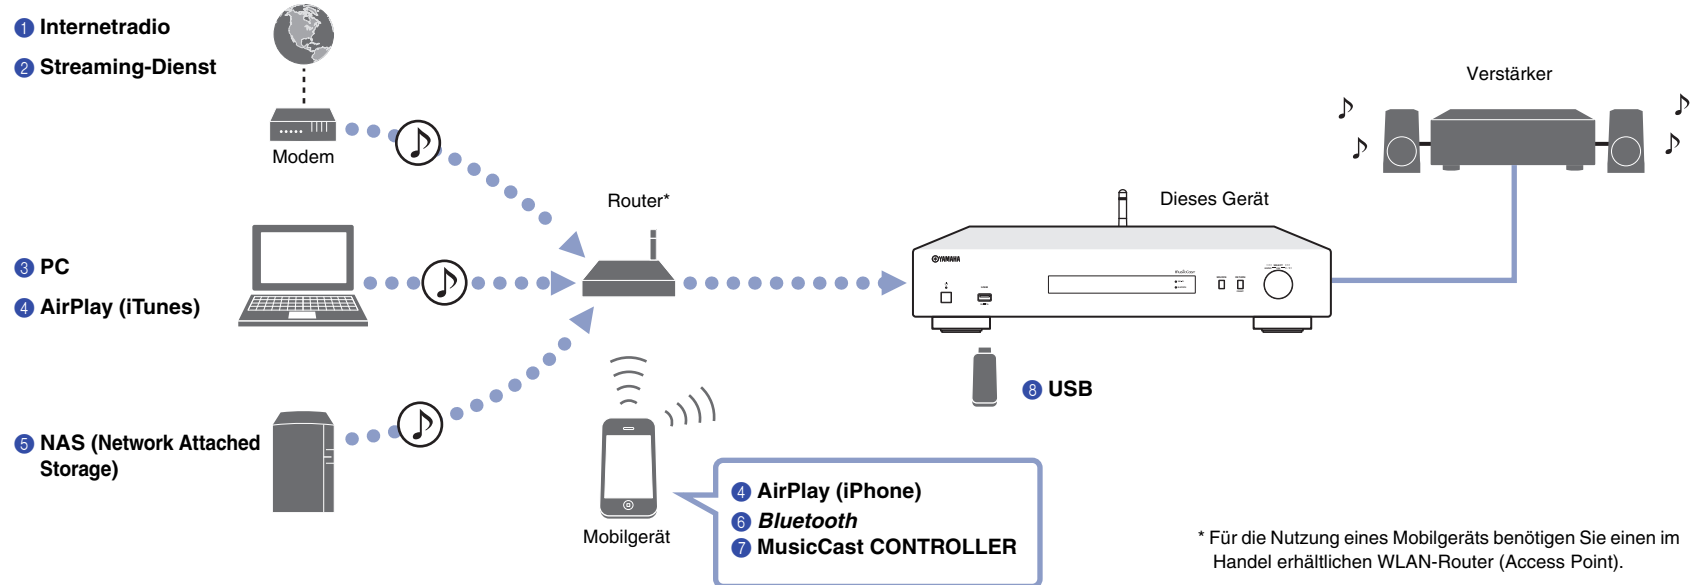 1 Internetradio
2 Streaming-Dienst
Modem
Verstärker
Router*
Dieses Gerät
3 PC
4 AirPlay (iTunes)
YAMAHA
MusicCast
8 USB
5 NAS (Network Attached
Storage)
Mobilgerät
4 AirPlay (iPhone)
6 Bluetooth
7 MusicCast CONTROLLER
* Für die Nutzung eines Mobilgeräts benötigen Sie einen im
Handel erhältlichen WLAN-Router (Access Point).